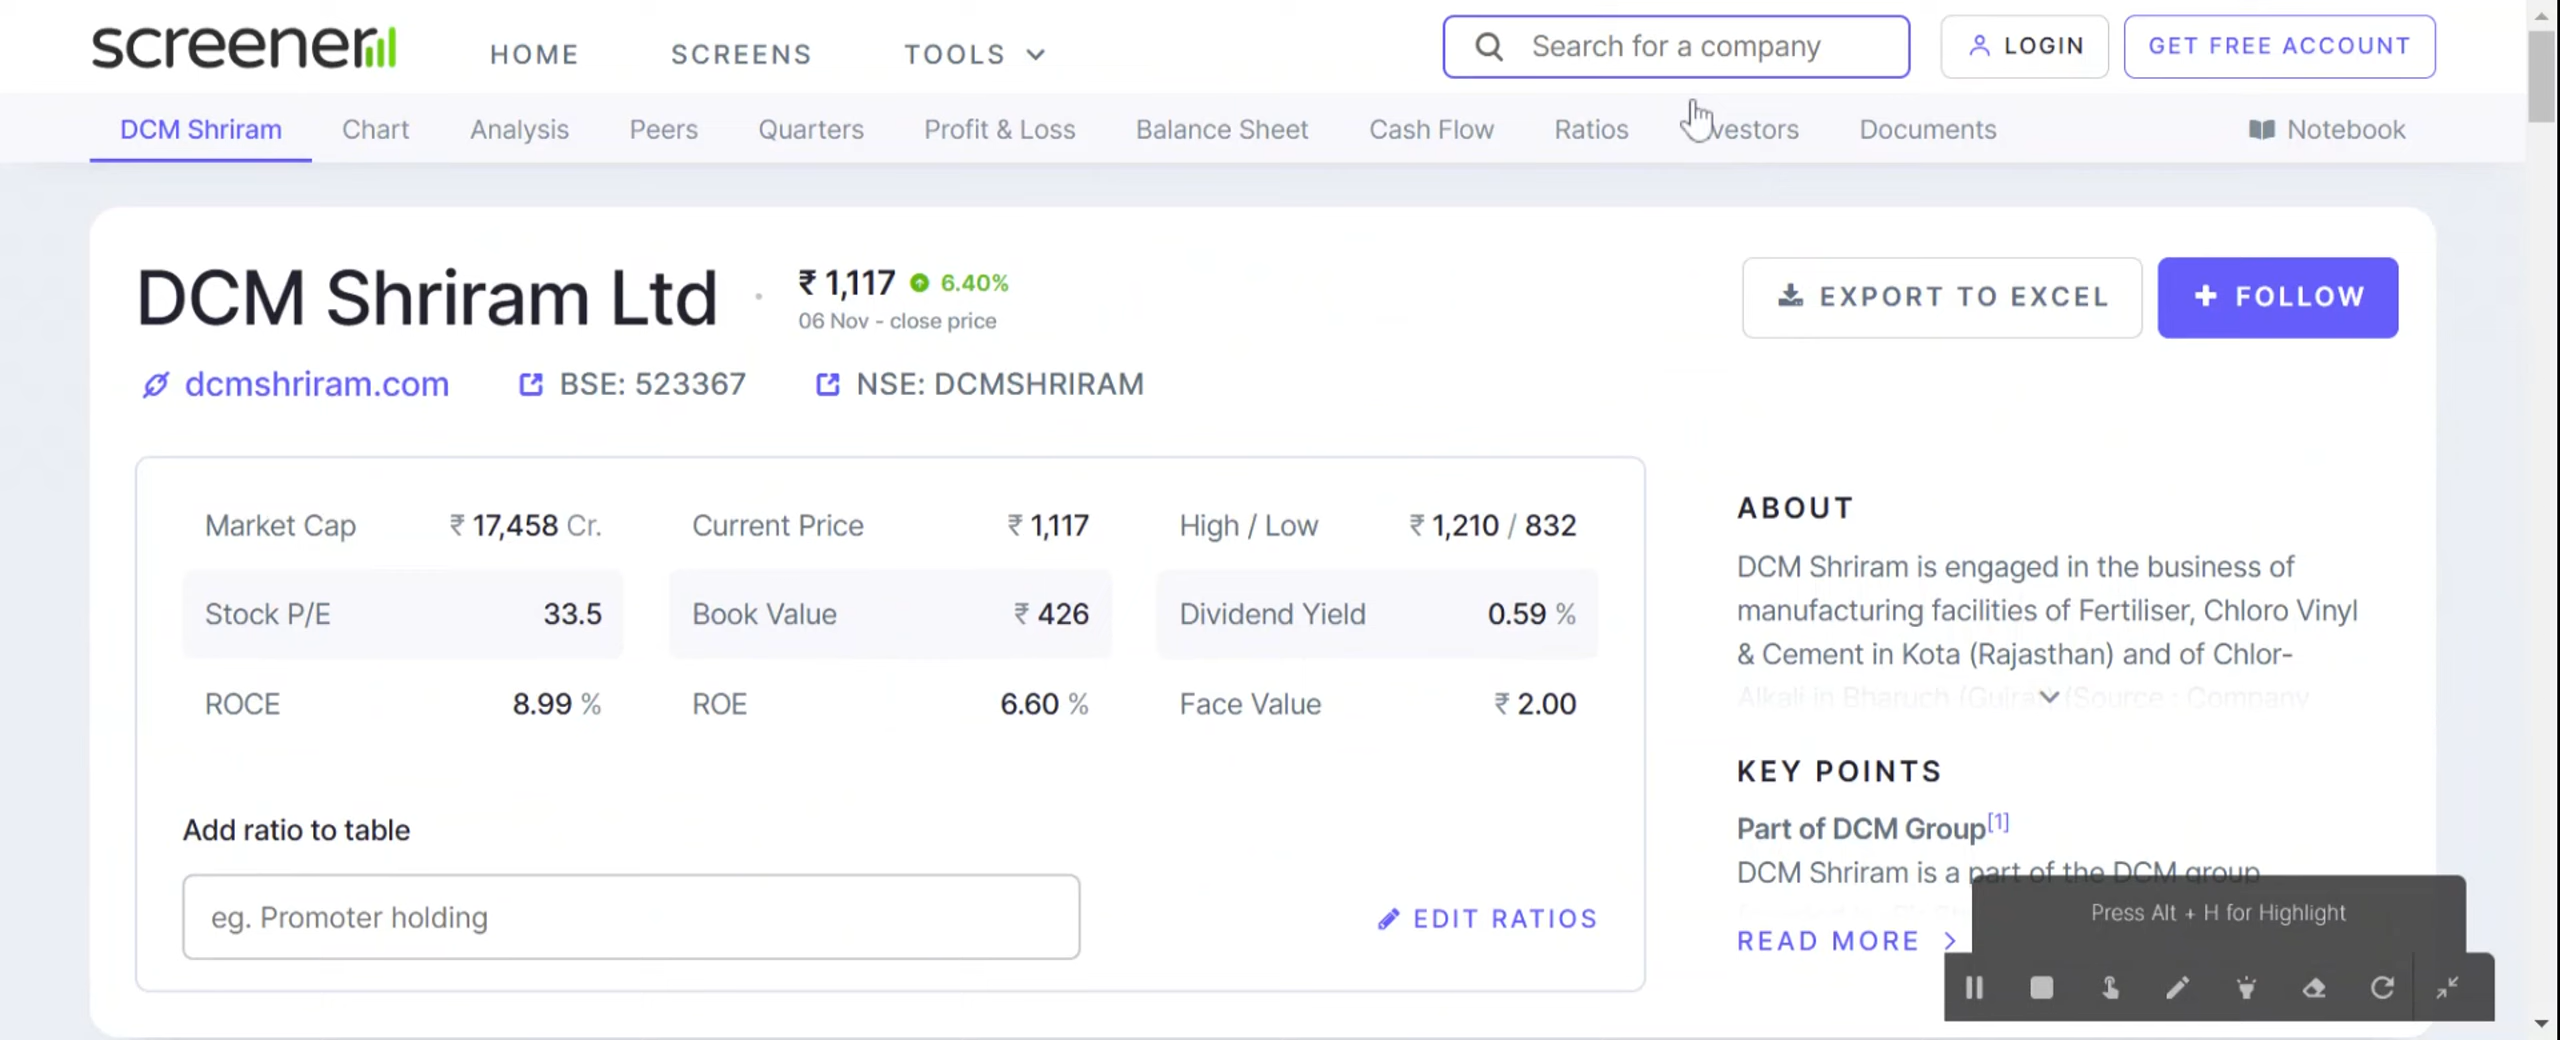 screener
HOME
SCREENS
TOOLS
Search for a company
LOGIN
GET FREE ACCOUNT
DCM Shriram
Chart
Analysis
Peers
Quarters
Profit & Loss
Balance Sheet
Cash Flow
Ratios
vestors
Documents
Notebook
DCM Shriram Ltd
₹ 1,117 6.40%
06 Nov - close price
EXPORT TO EXCEL
FOLLOW
dcmshriram.com
BSE: 523367
NSE: DCMSHRIRAM
Market Cap ₹ 17,458 Cr.
Current Price ₹ 1,117
High / Low ₹ 1,210 / 832
Stock P/E 33.5
Book Value ₹ 426
Dividend Yield 0.59 %
ROCE 8.99 %
ROE 6.60 %
Face Value ₹ 2.00
Add ratio to table
eg. Promoter holding
EDIT RATIOS
ABOUT
DCM Shriram is engaged in the business of
manufacturing facilities of Fertiliser, Chloro Vinyl
& Cement in Kota (Rajasthan) and of Chlor-
Alkali in Bharuch (Gujrat) (Source : Company
KEY POINTS
Part of DCM Group[1]
DCM Shriram is a part of the DCM group
READ MORE
Press Alt + H for Highlight